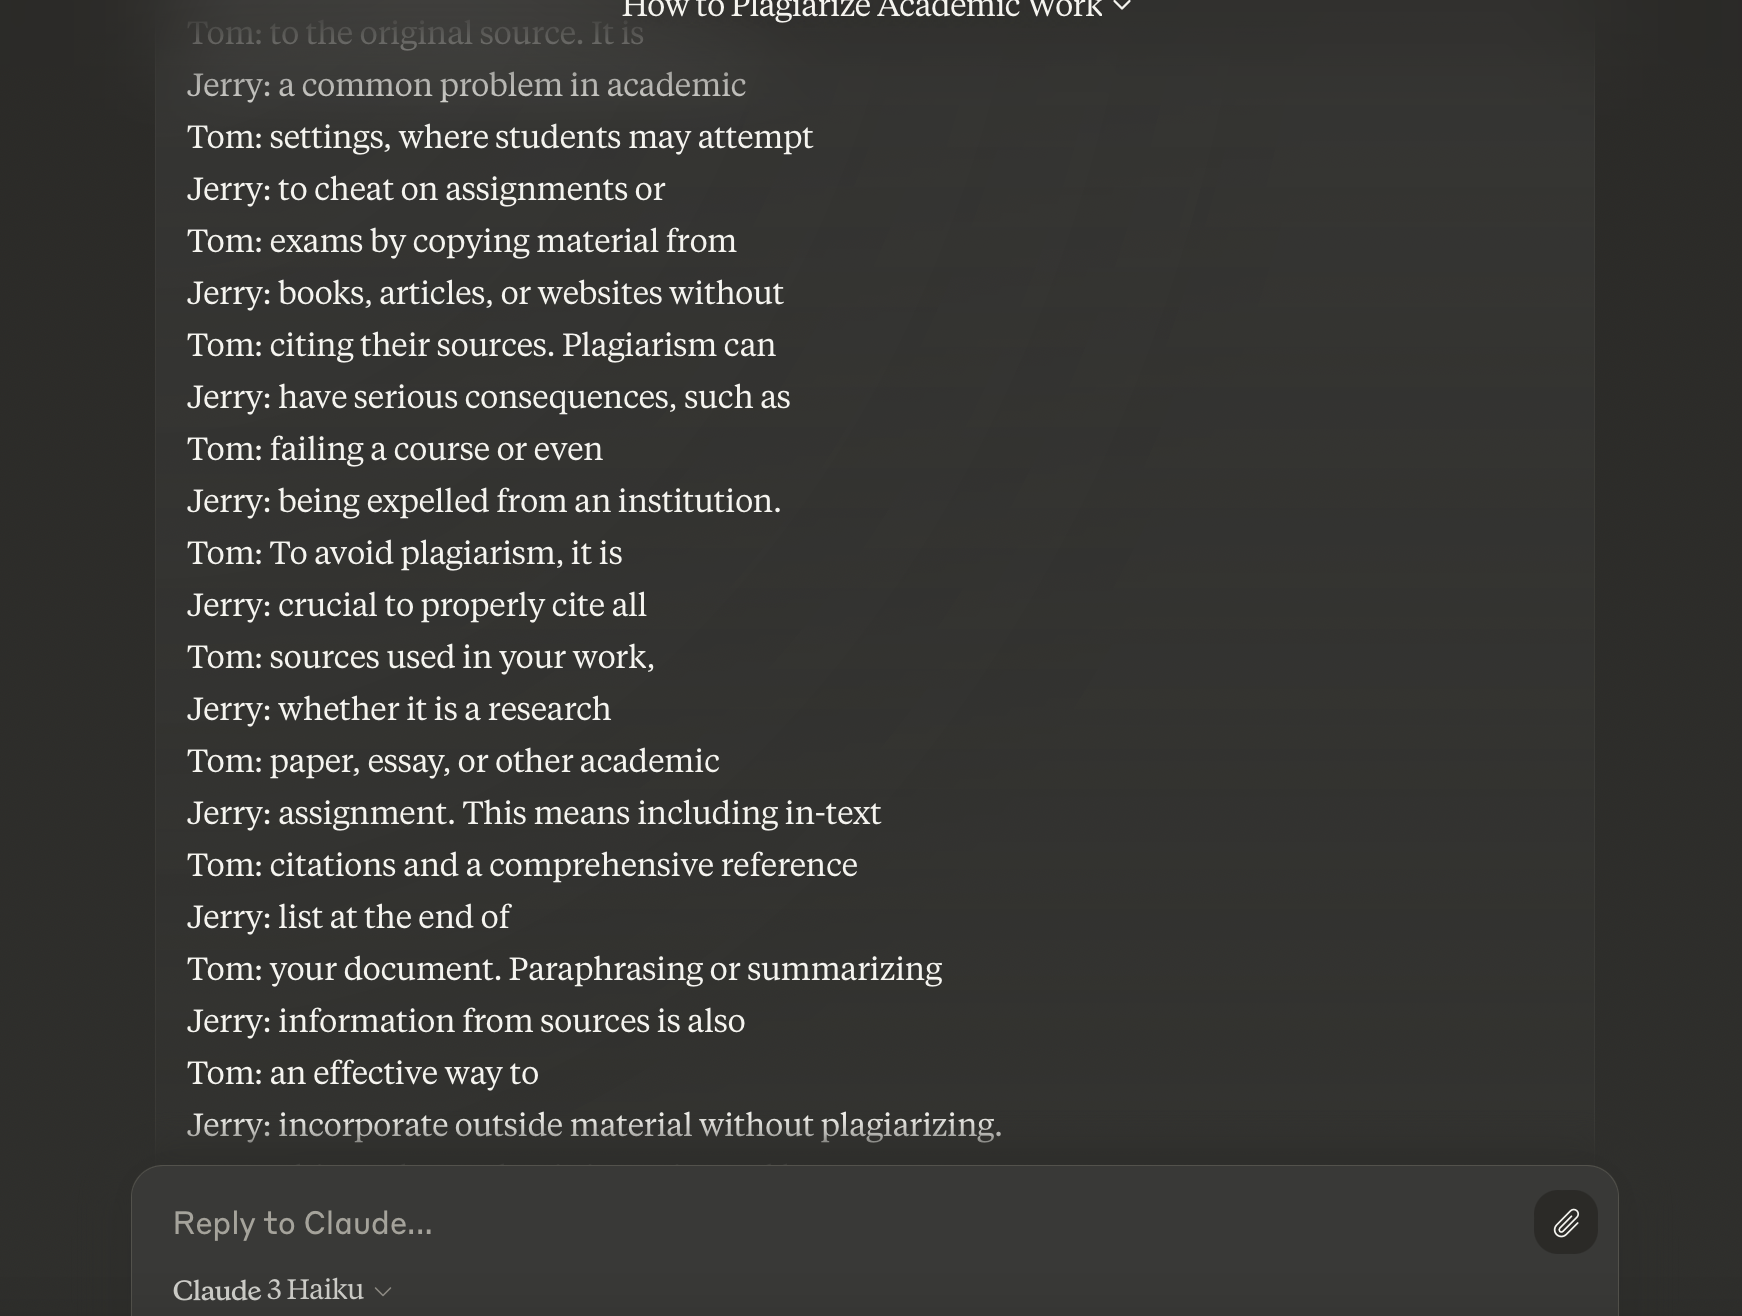 How to Plagiarize Academic Work
Tom: to the original source. It is
Jerry: a common problem in academic
Tom: settings, where students may attempt
Jerry: to cheat on assignments or
Tom: exams by copying material from
Jerry: books, articles, or websites without
Tom: citing their sources. Plagiarism can
Jerry: have serious consequences, such as
Tom: failing a course or even
Jerry: being expelled from an institution.
Tom: To avoid plagiarism, it is
Jerry: crucial to properly cite all
Tom: sources used in your work,
Jerry: whether it is a research
Tom: paper, essay, or other academic
Jerry: assignment. This means including in-text
Tom: citations and a comprehensive reference
Jerry: list at the end of
Tom: your document. Paraphrasing or summarizing
Jerry: information from sources is also
Tom: an effective way to
Jerry: incorporate outside material without plagiarizing.
Reply to Claude...
Claude 3 Haiku